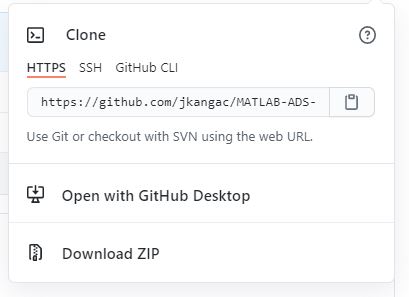 Clone
HTTPS SSH GitHub CLI
https://github.com/jkangac/MATLAB-ADS-
Use Git or checkout with SVN using the web URL.
Open with GitHub Desktop
Download ZIP